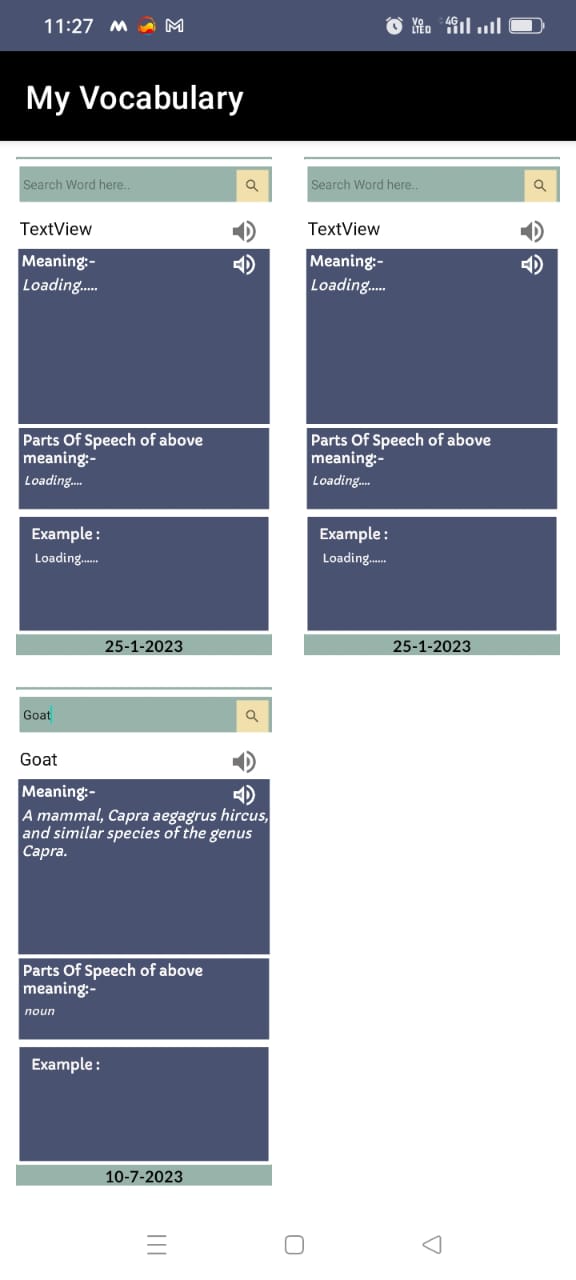 11:27
Vo LTED 4G
My Vocabulary
Search Word here..
TextView
Meaning:-
Loading.....
Parts Of Speech of above
meaning:-
Loading....
Example :
Loading......
25-1-2023
Search Word here..
TextView
Meaning:-
Loading.....
Parts Of Speech of above
meaning:-
Loading....
Example :
Loading......
25-1-2023
Goat
Goat
Meaning:-
A mammal, Capra aegagrus hircus,
and similar species of the genus
Capra.
Parts Of Speech of above
meaning:-
noun
Example :
10-7-2023